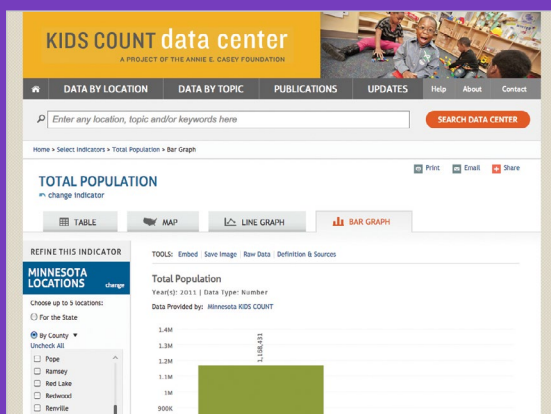 KIDS COUNT data center
A PROJECT OF THE ANNIE E. CASEY FOUNDATION
DATA BY LOCATION DATA BY TOPIC PUBLICATIONS UPDATES Help About Contact
Enter any location, topic and/or keywords here SEARCH DATA CENTER
Home > Select Indicators > Total Population > Bar Graph
Print Email Share
TOTAL POPULATION
change indicator
TABLE MAP LINE GRAPH BAR GRAPH
REFINE THIS INDICATOR
TOOLS: Embed | Save Image | Raw Data | Definition & Sources
MINNESOTA
LOCATIONS change
Total Population
Year(s): 2011 | Data Type: Number
Data Provided by: Minnesota KIDS COUNT
Choose up to 5 locations:
For the State
By County ▼
Uncheck All
Pope
Ramsey
Red Lake
Redwood
Renville
1.4M
1.3M
1.2M
1.1M
1M
900K
1,158,431